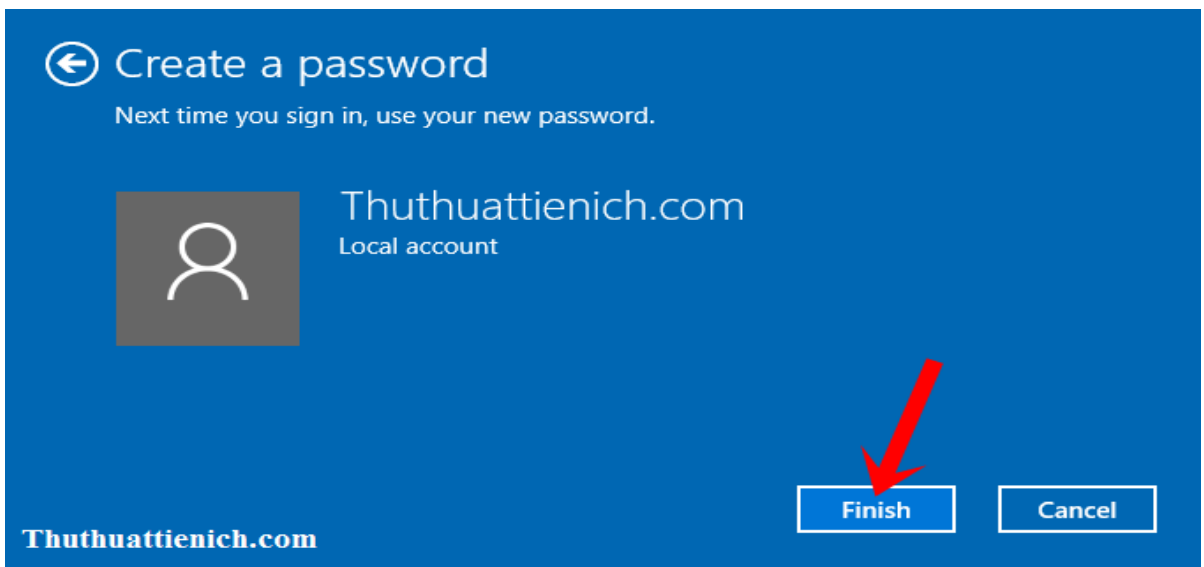 Create a password
Next time you sign in, use your new password.
Thuthuattienich.com
Local account
Finish
Cancel
Thuthuattienich.com